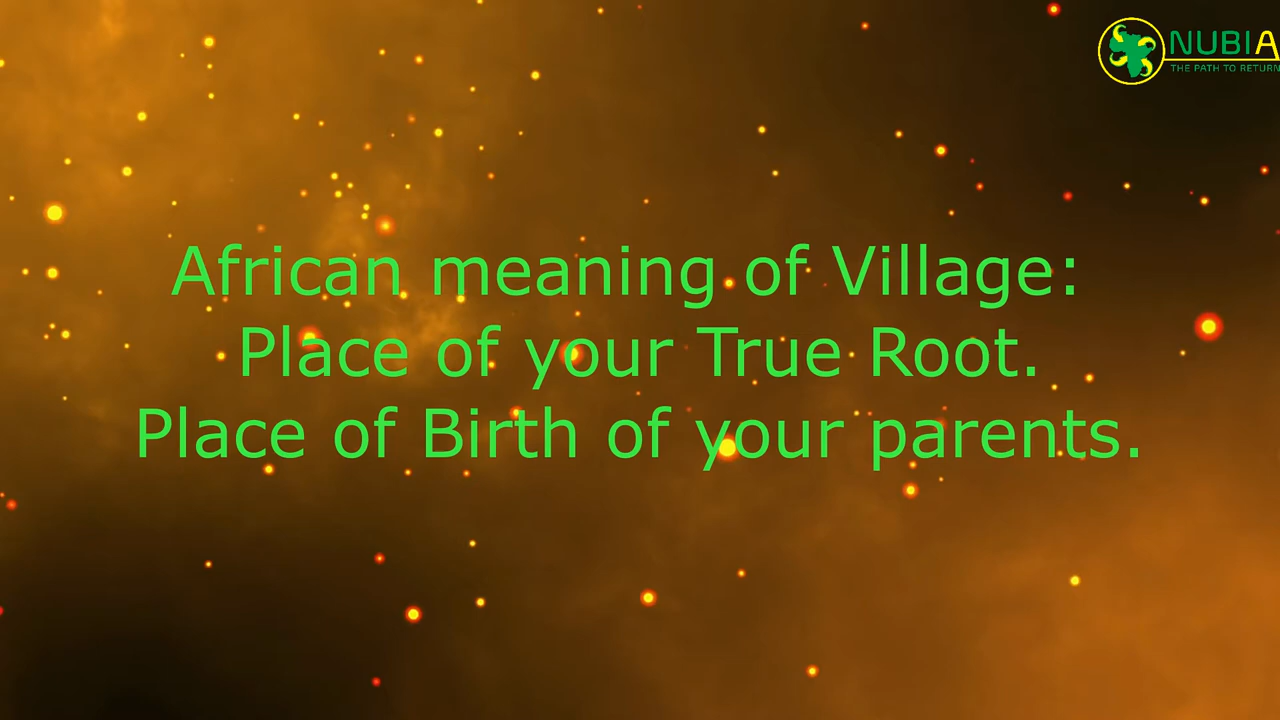 NUBIA
THE PATH TO RETURN
African meaning of Village:
Place of your True Root.
Place of Birth of your parents.